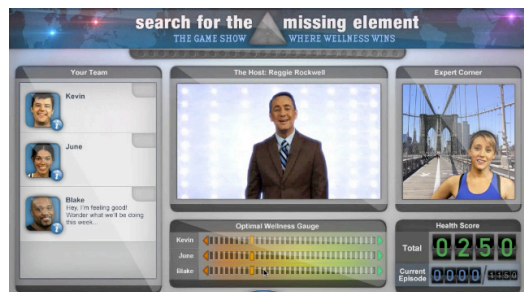 search for the missing element
THE GAME SHOW WHERE WELLNESS WINS
Your Team
The Host: Reggie Rockwell
Expert Corner
Kevin
June
Blake
Hey, I'm feeling good!
Wonder what we'll be doing
this week...
Optimal Wellness Gauge
Kevin
June
Blake
Health Score
Total 0250
Current
Episode 0000/